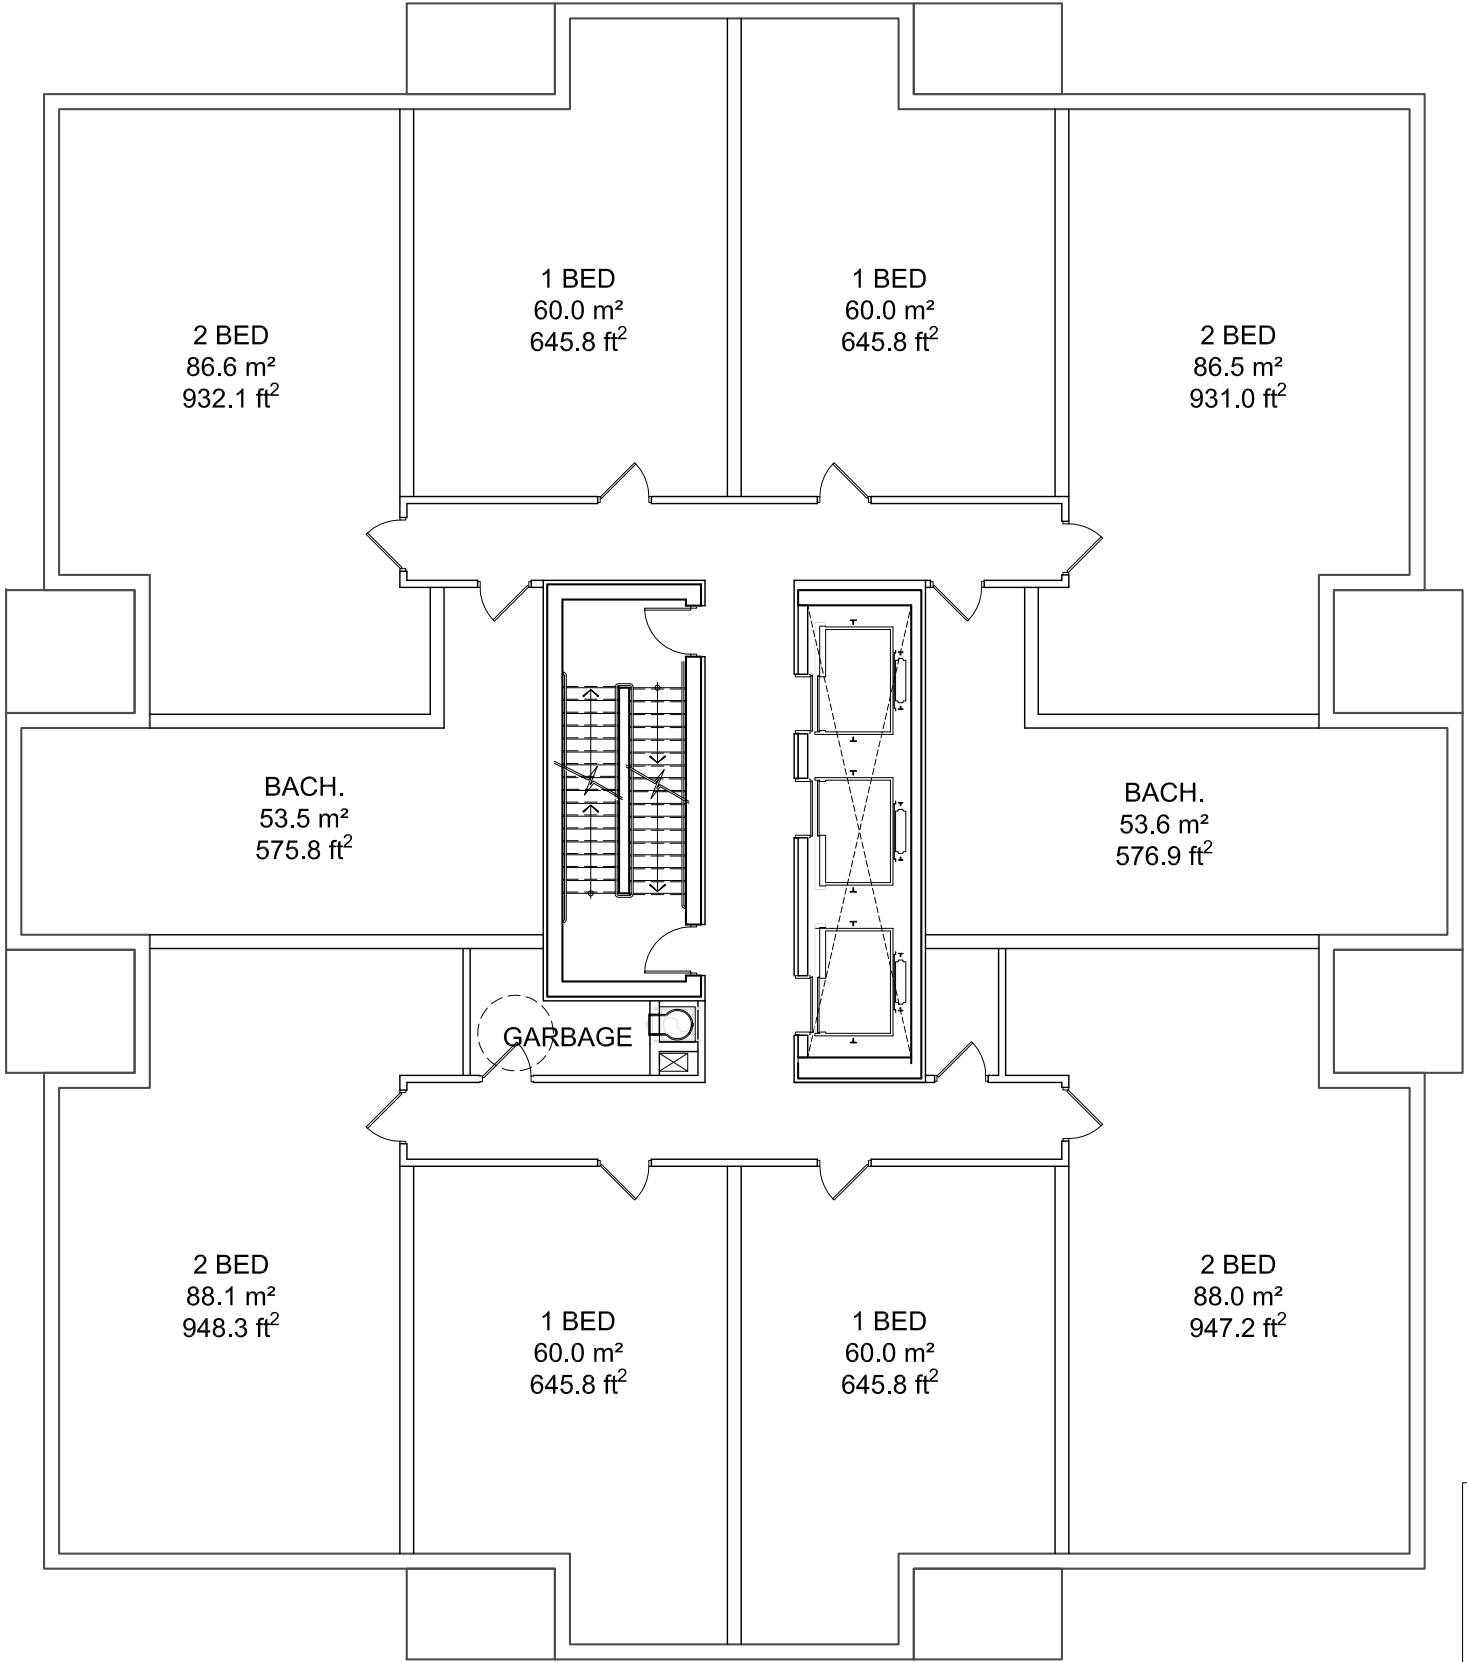 1 BED
60.0 m²
645.8 ft²
1 BED
60.0 m²
645.8 ft²
2 BED
86.6 m²
932.1 ft²
2 BED
86.5 m²
931.0 ft²
BACH.
53.5 m²
575.8 ft²
BACH.
53.6 m²
576.9 ft²
GARBAGE
2 BED
88.1 m²
948.3 ft²
2 BED
88.0 m²
947.2 ft²
1 BED
60.0 m²
645.8 ft²
1 BED
60.0 m²
645.8 ft²